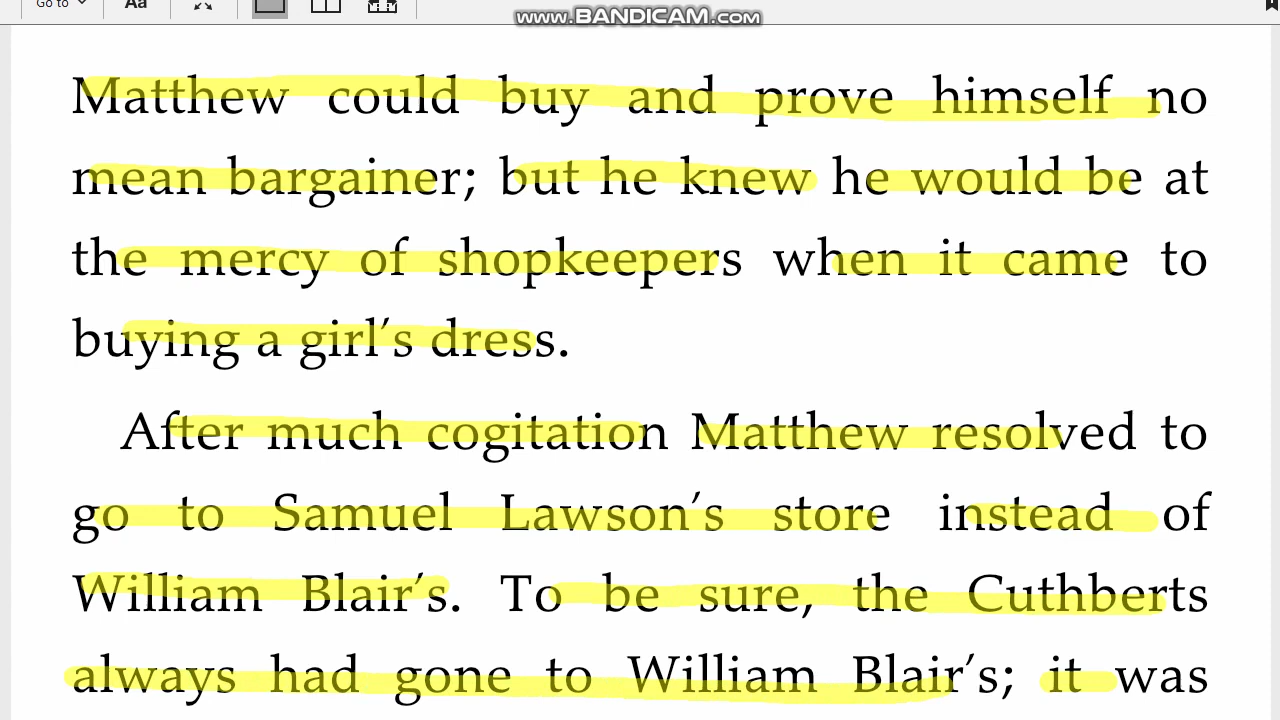 Go to
Aa
www.BANDICAM.com
Matthew could buy and prove himself no
mean bargainer; but he knew he would be at
the mercy of shopkeepers when it came to
buying a girl’s dress.
After much cogitation Matthew resolved to
go to Samuel Lawson’s store instead of
William Blair’s. To be sure, the Cuthberts
always had gone to William Blair’s; it was